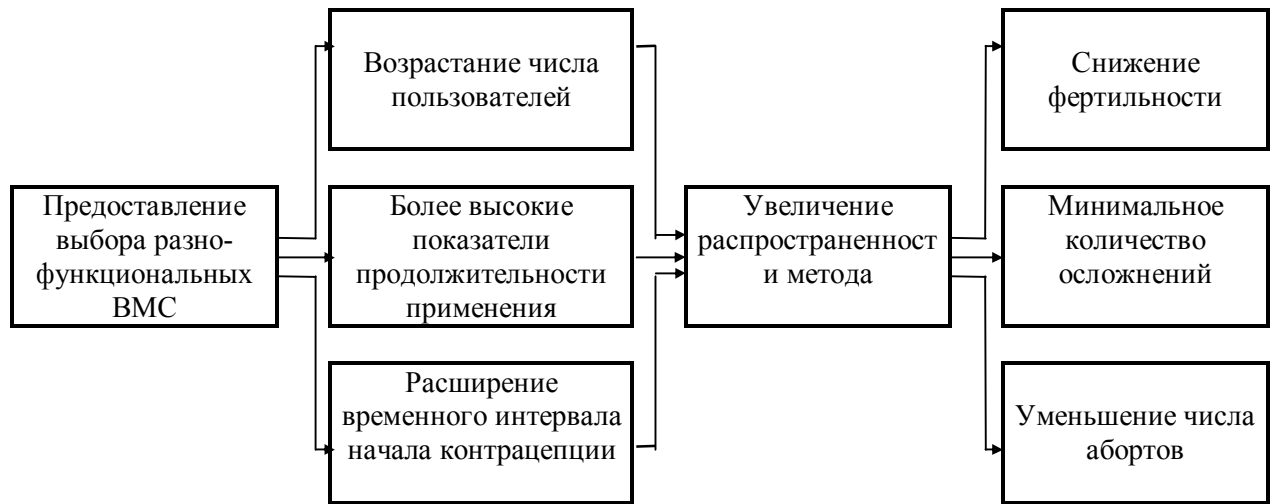 Предоставление
выбора разно-
функциональных
ВМС
Возрастание числа
пользователей
Более высокие
показатели
продолжительности
применения
Расширение
временного интервала
начала контрацепции
Увеличение
распространенност
и метода
Снижение
фертильности
Минимальное
количество
осложнений
Уменьшение числа
абортов